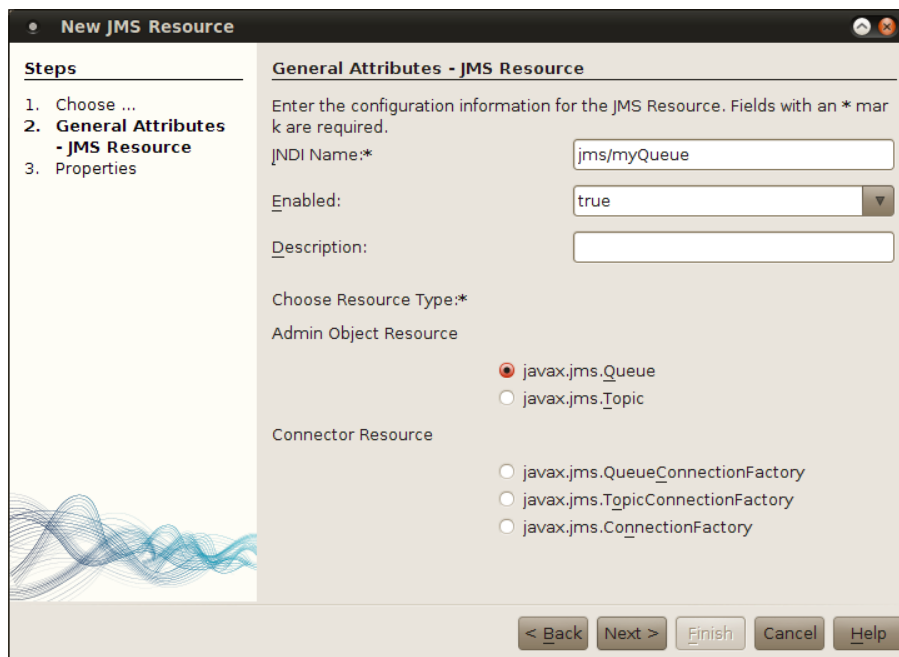 New JMS Resource
Steps
1. Choose ...
2. General Attributes
- JMS Resource
3. Properties
General Attributes - JMS Resource
Enter the configuration information for the JMS Resource. Fields with an * mar
k are required.
JNDI Name:* jms/myQueue
Enabled: true
Description:
Choose Resource Type:*
Admin Object Resource
javax.jms.Queue
javax.jms.Topic
Connector Resource
javax.jms.QueueConnectionFactory
javax.jms.TopicConnectionFactory
javax.jms.ConnectionFactory
< Back Next > Finish Cancel Help